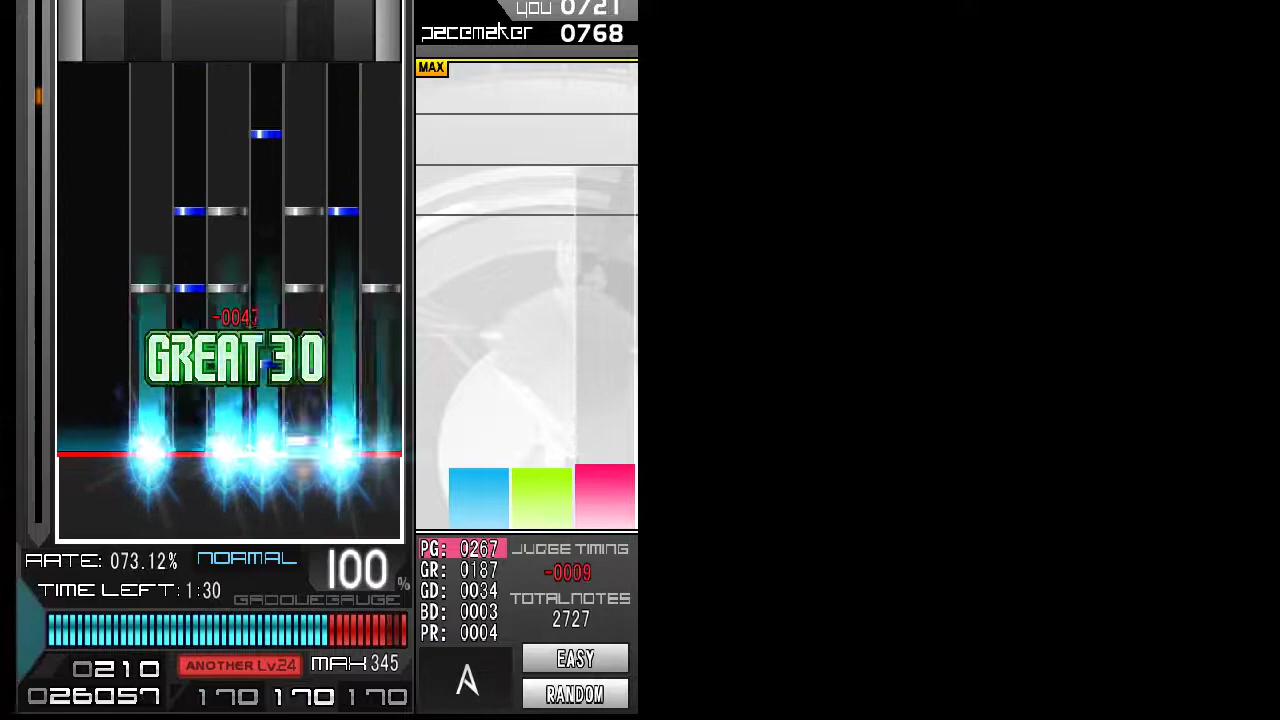 YOU 0721
pacemaker 0768
MAX
-0047
GREAT 30
RATE: 073.12% NORMAL 100 %
TIME LEFT: 1:30
GROOVEGAUGE
0210 ANOTHER Lv.24 MAX 345
026057 170 170 170
PG: 0267
GR: 0187
GD: 0034
BD: 0003
PR: 0004
JUDGE TIMING
-0009
TOTALNOTES
2727
A
EASY
RANDOM